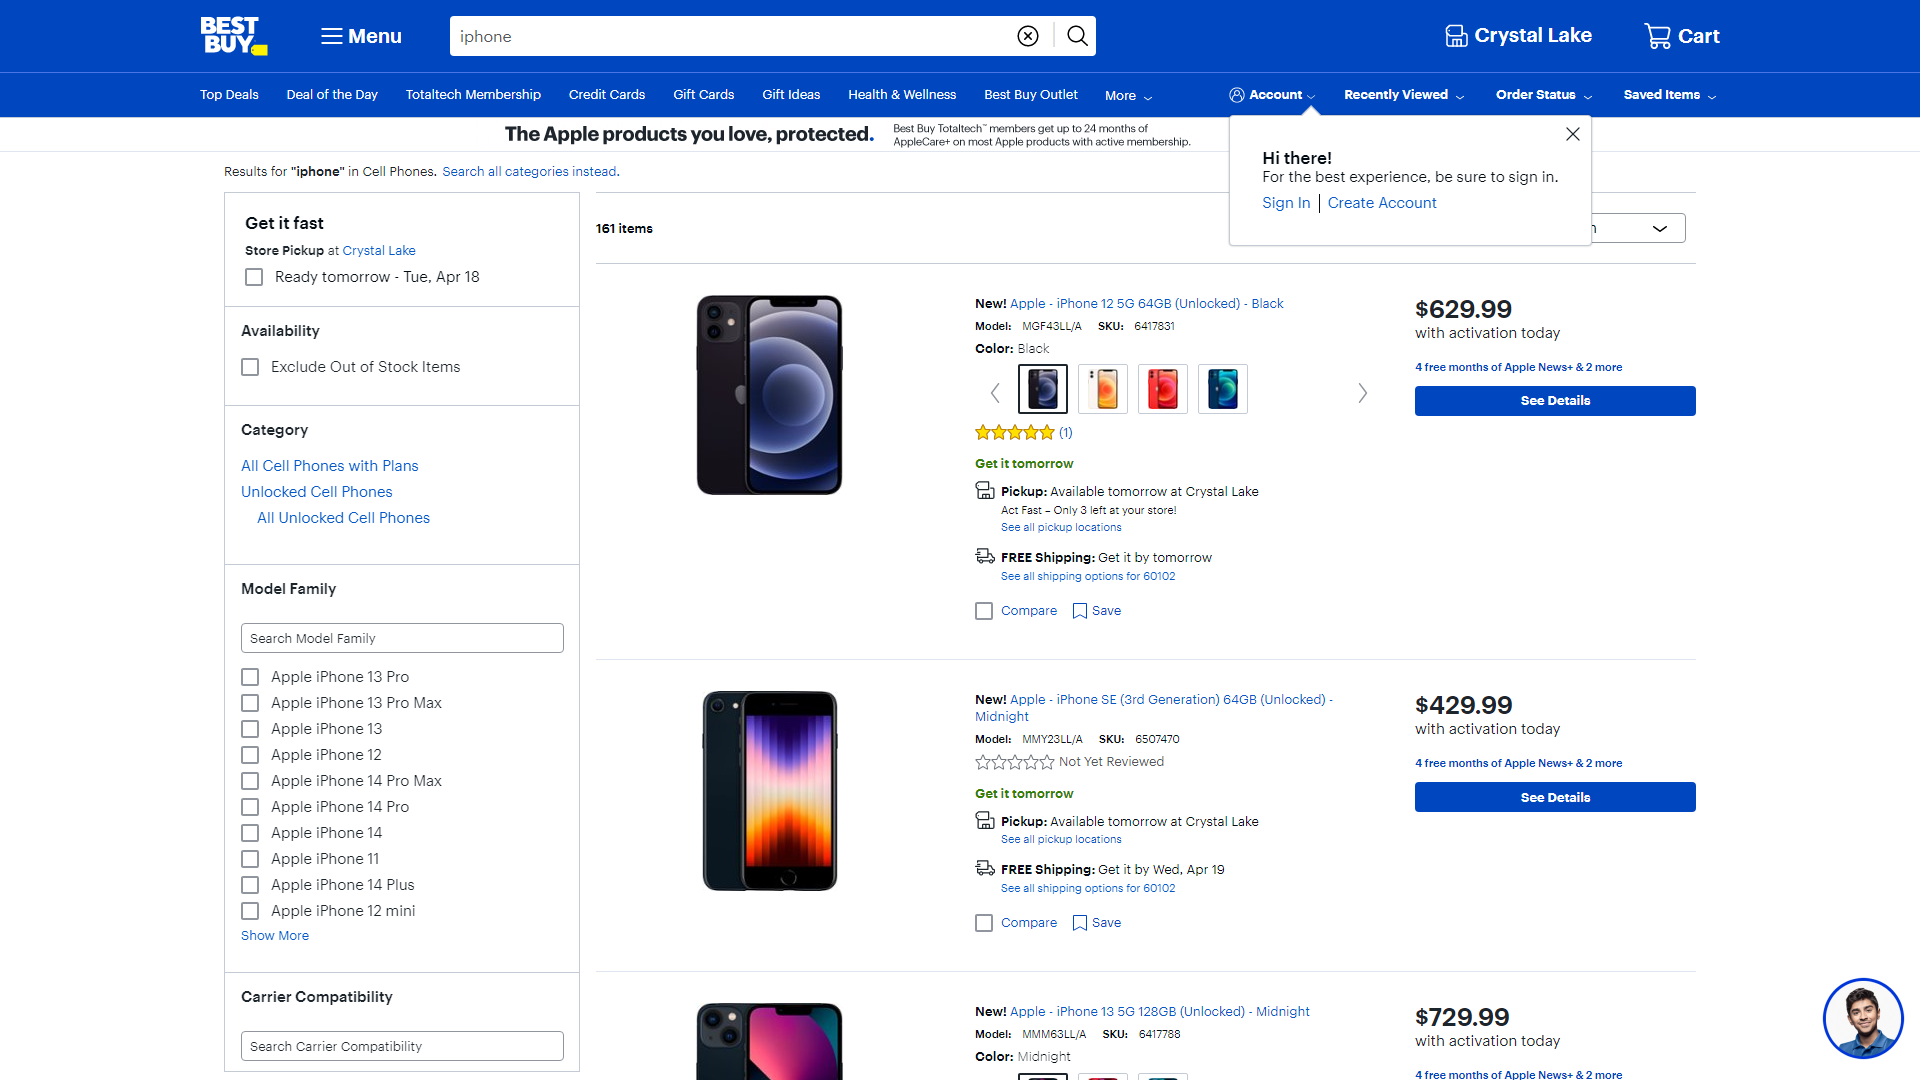 BEST BUY
Menu
iphone
Crystal Lake
Cart
Top Deals
Deal of the Day
Totaltech Membership
Credit Cards
Gift Cards
Gift Ideas
Health & Wellness
Best Buy Outlet
More
Account
Recently Viewed
Order Status
Saved Items
The Apple products you love, protected.
Best Buy Totaltech™ members get up to 24 months of
AppleCare+ on most Apple products with active membership.
Hi there!
For the best experience, be sure to sign in.
Sign In
Create Account
Results for "iphone" in Cell Phones. Search all categories instead.
Get it fast
Store Pickup at Crystal Lake
Ready tomorrow - Tue, Apr 18
Availability
Exclude Out of Stock Items
Category
All Cell Phones with Plans
Unlocked Cell Phones
All Unlocked Cell Phones
Model Family
Search Model Family
Apple iPhone 13 Pro
Apple iPhone 13 Pro Max
Apple iPhone 13
Apple iPhone 12
Apple iPhone 14 Pro Max
Apple iPhone 14 Pro
Apple iPhone 14
Apple iPhone 11
Apple iPhone 14 Plus
Apple iPhone 12 mini
Show More
Carrier Compatibility
Search Carrier Compatibility
161 items
New! Apple - iPhone 12 5G 64GB (Unlocked) - Black
Model: MGF43LL/A SKU: 6417831
Color: Black
(1)
Get it tomorrow
Pickup: Available tomorrow at Crystal Lake
Act Fast – Only 3 left at your store!
See all pickup locations
FREE Shipping: Get it by tomorrow
See all shipping options for 60102
Compare
Save
$629.99
with activation today
4 free months of Apple News+ & 2 more
See Details
New! Apple - iPhone SE (3rd Generation) 64GB (Unlocked) -
Midnight
Model: MMY23LL/A SKU: 6507470
Not Yet Reviewed
Get it tomorrow
Pickup: Available tomorrow at Crystal Lake
See all pickup locations
FREE Shipping: Get it by Wed, Apr 19
See all shipping options for 60102
Compare
Save
$429.99
with activation today
4 free months of Apple News+ & 2 more
See Details
New! Apple - iPhone 13 5G 128GB (Unlocked) - Midnight
Model: MMM63LL/A SKU: 6417788
Color: Midnight
$729.99
with activation today
4 free months of Apple News+ & 2 more